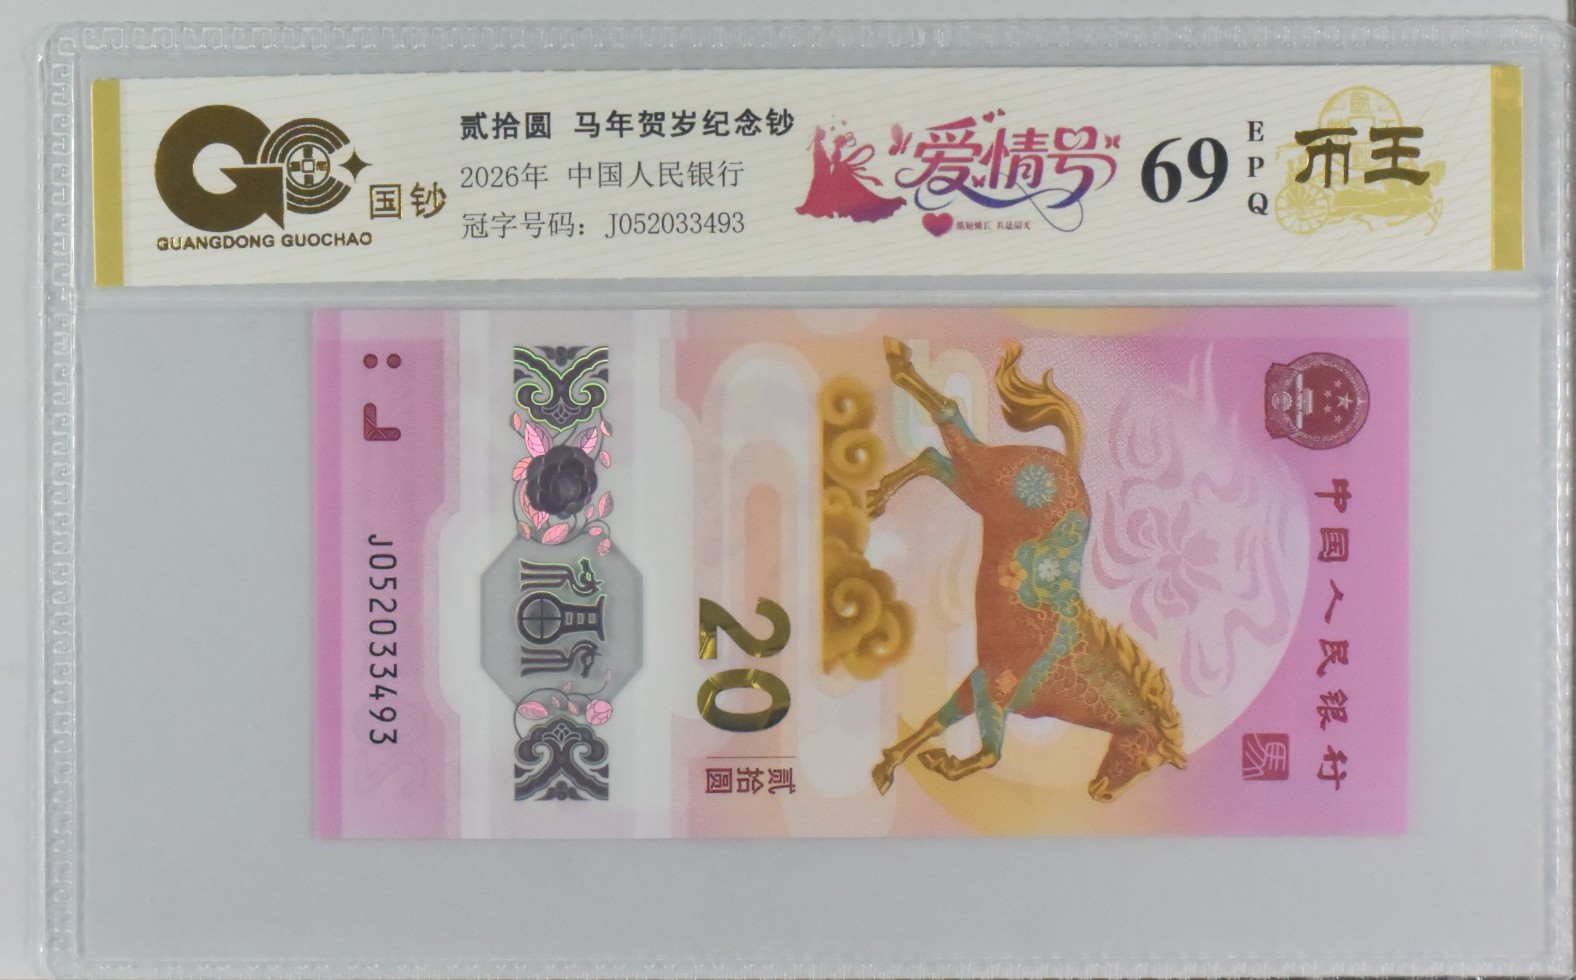 国钞
GUANGDONG GUOCHAO
贰拾圆 马年贺岁纪念钞
2026年 中国人民银行
冠字号码：J052033493
爱情号
69
EPQ
币王
J
J052033493
20
贰拾圆
中国人民银行